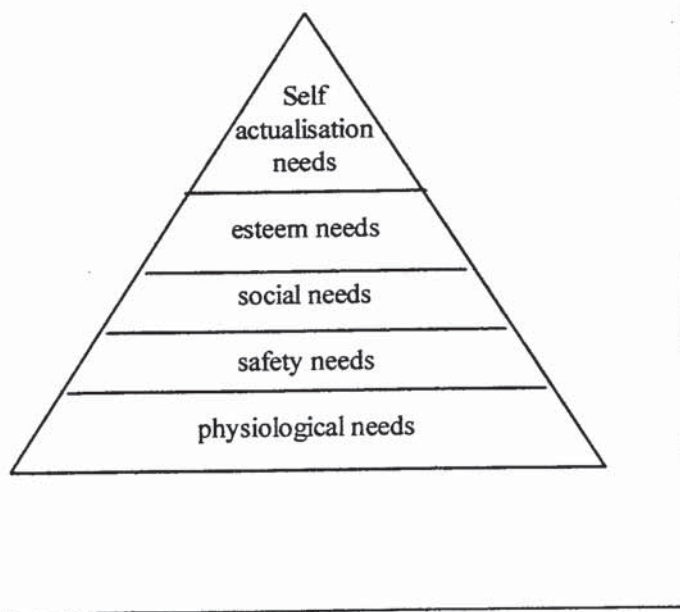 Self
actualisation
needs
esteem needs
social needs
safety needs
physiological needs